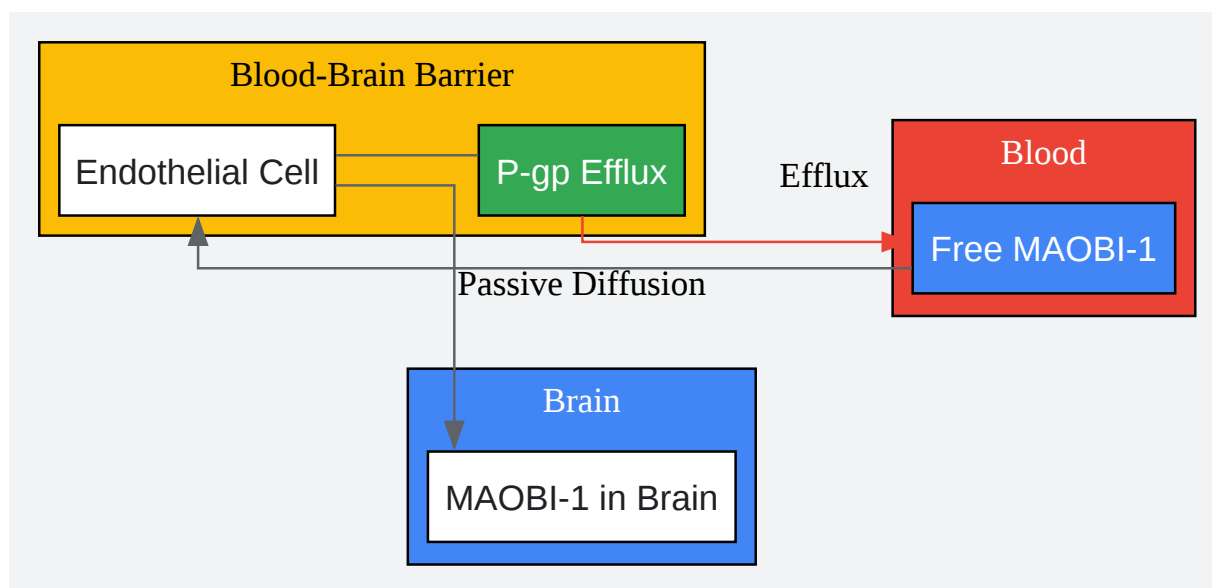 Blood-Brain Barrier
Endothelial Cell
P-gp Efflux
Efflux
Blood
Free MAOBI-1
Passive Diffusion
Brain
MAOBI-1 in Brain